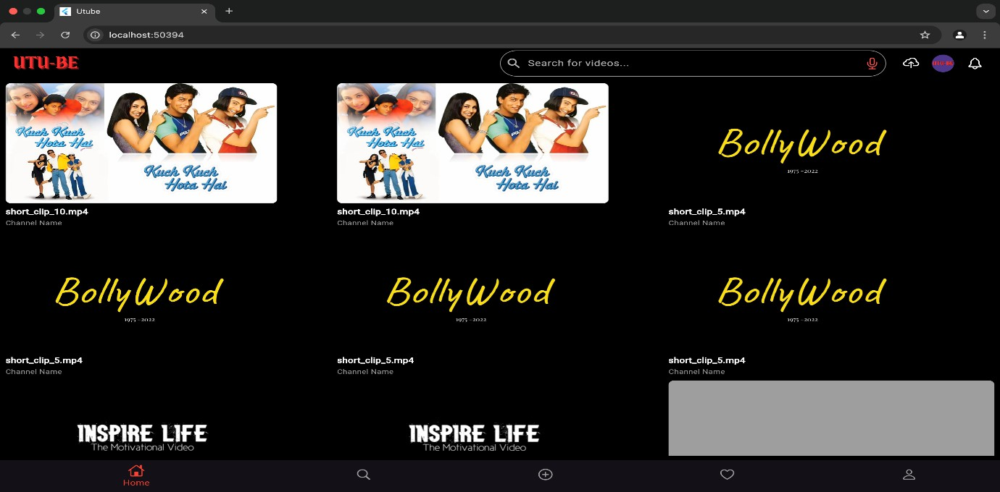 Utube
localhost:50394
UTU-BE
Search for videos...
UTU-BE
Kuch Kuch
Hota Hai
Kuch Kuch
Hota Hai
Kuch Kuch
Hota Hai
Kuch Kuch
Hota Hai
BollyWood
1975 -2022
short_clip_10.mp4
Channel Name
short_clip_10.mp4
Channel Name
short_clip_5.mp4
Channel Name
BollyWood
1975 -2022
BollyWood
1975 -2022
BollyWood
1975 -2022
short_clip_5.mp4
Channel Name
short_clip_5.mp4
Channel Name
short_clip_5.mp4
Channel Name
INSPIRE LIFE
The Motivational Video
INSPIRE LIFE
The Motivational Video
Home